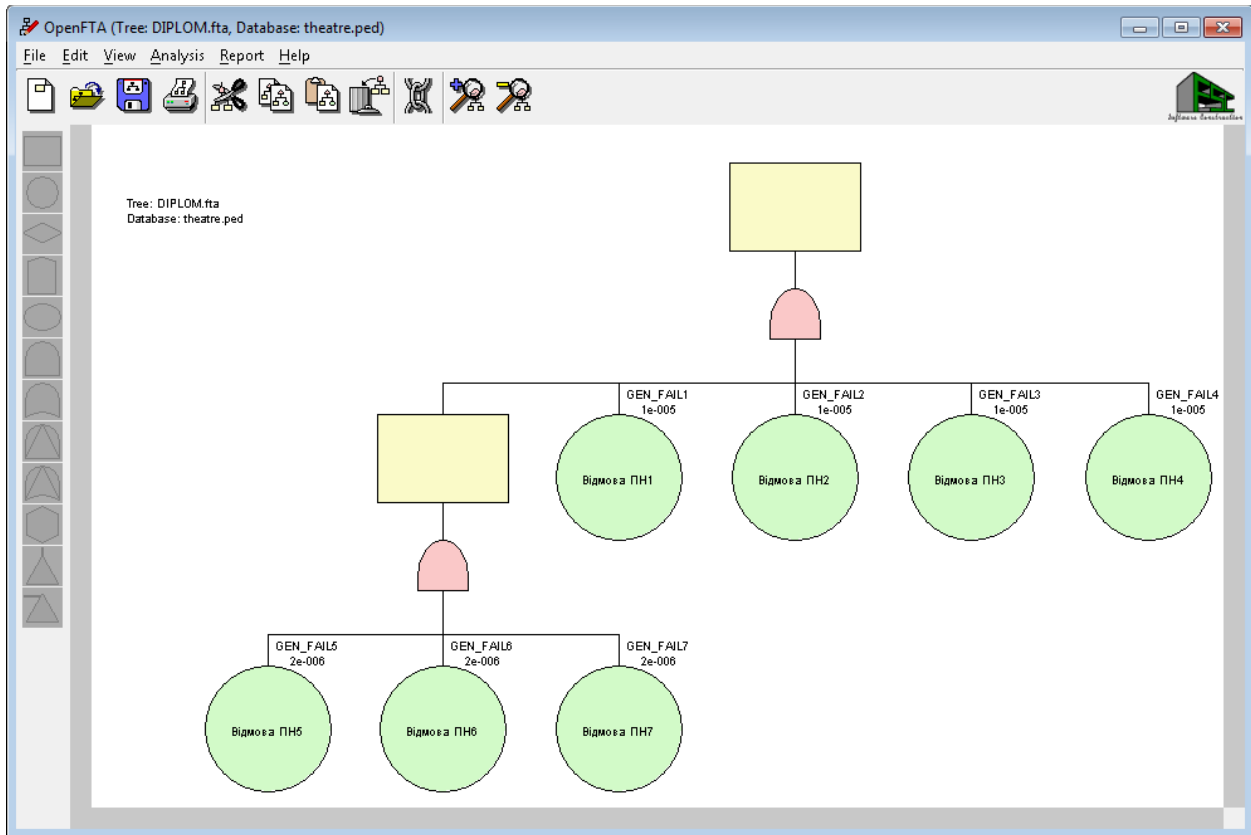 OpenFTA (Tree: DIPLOM.fta, Database: theatre.ped)
File Edit View Analysis Report Help
Software Construction
Tree: DIPLOM.fta
Database: theatre.ped
GEN_FAIL1 GEN_FAIL2 GEN_FAIL3 GEN_FAIL4
1e-005 1e-005 1e-005 1e-005
Відмова ПН1 Відмова ПН2 Відмова ПН3 Відмова ПН4
GEN_FAIL5 GEN_FAIL6 GEN_FAIL7
2e-006 2e-006 2e-006
Відмова ПН5 Відмова ПН6 Відмова ПН7